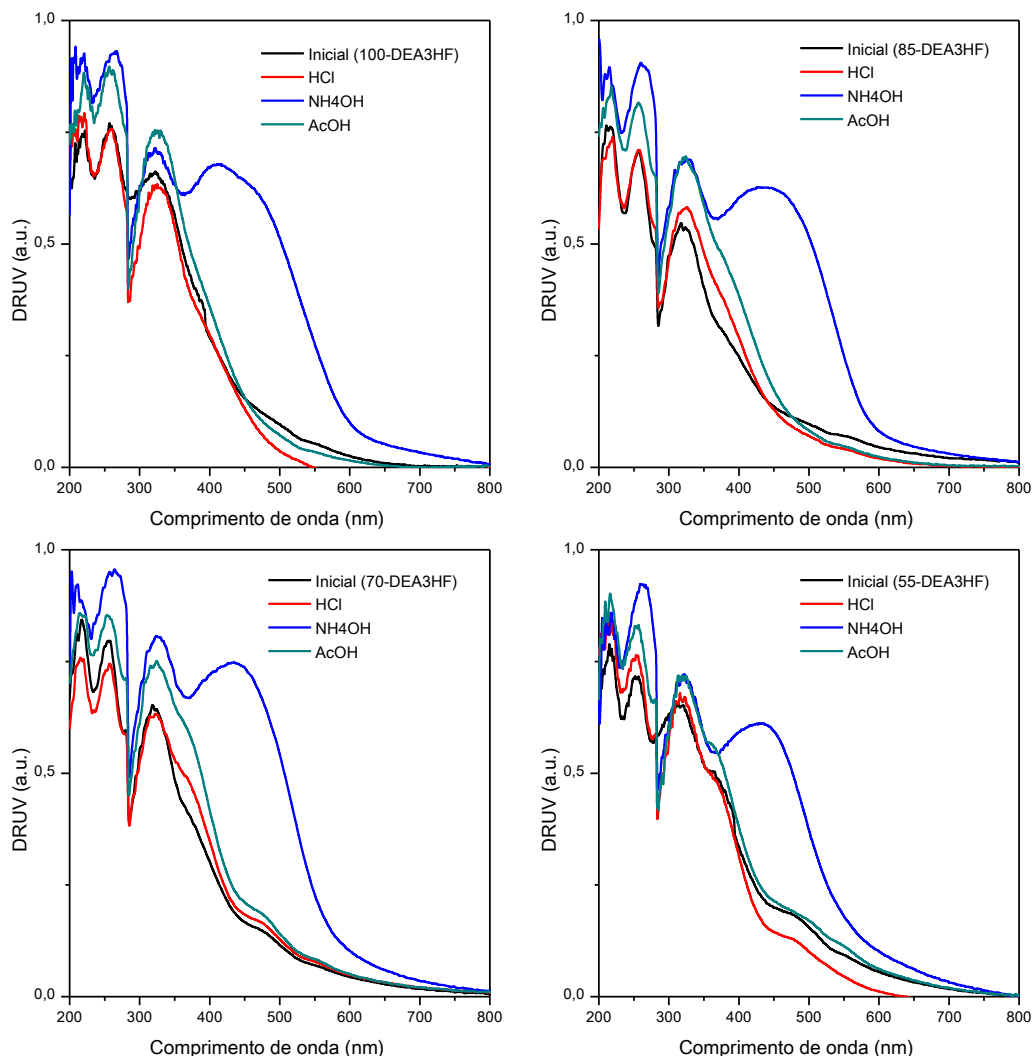 1,0
Inicial (100-DEA3HF)
HCl
NH4OH
AcOH
0,5
DRUV (a.u.)
0,0
200 300 400 500 600 700 800
Comprimento de onda (nm)
1,0
Inicial (85-DEA3HF)
HCl
NH4OH
AcOH
0,5
DRUV (a.u.)
0,0
200 300 400 500 600 700 800
Comprimento de onda (nm)
1,0
Inicial (70-DEA3HF)
HCl
NH4OH
AcOH
0,5
DRUV (a.u.)
0,0
200 300 400 500 600 700 800
Comprimento de onda (nm)
1,0
Inicial (55-DEA3HF)
HCl
NH4OH
AcOH
0,5
DRUV (a.u.)
0,0
200 300 400 500 600 700 800
Comprimento de onda (nm)